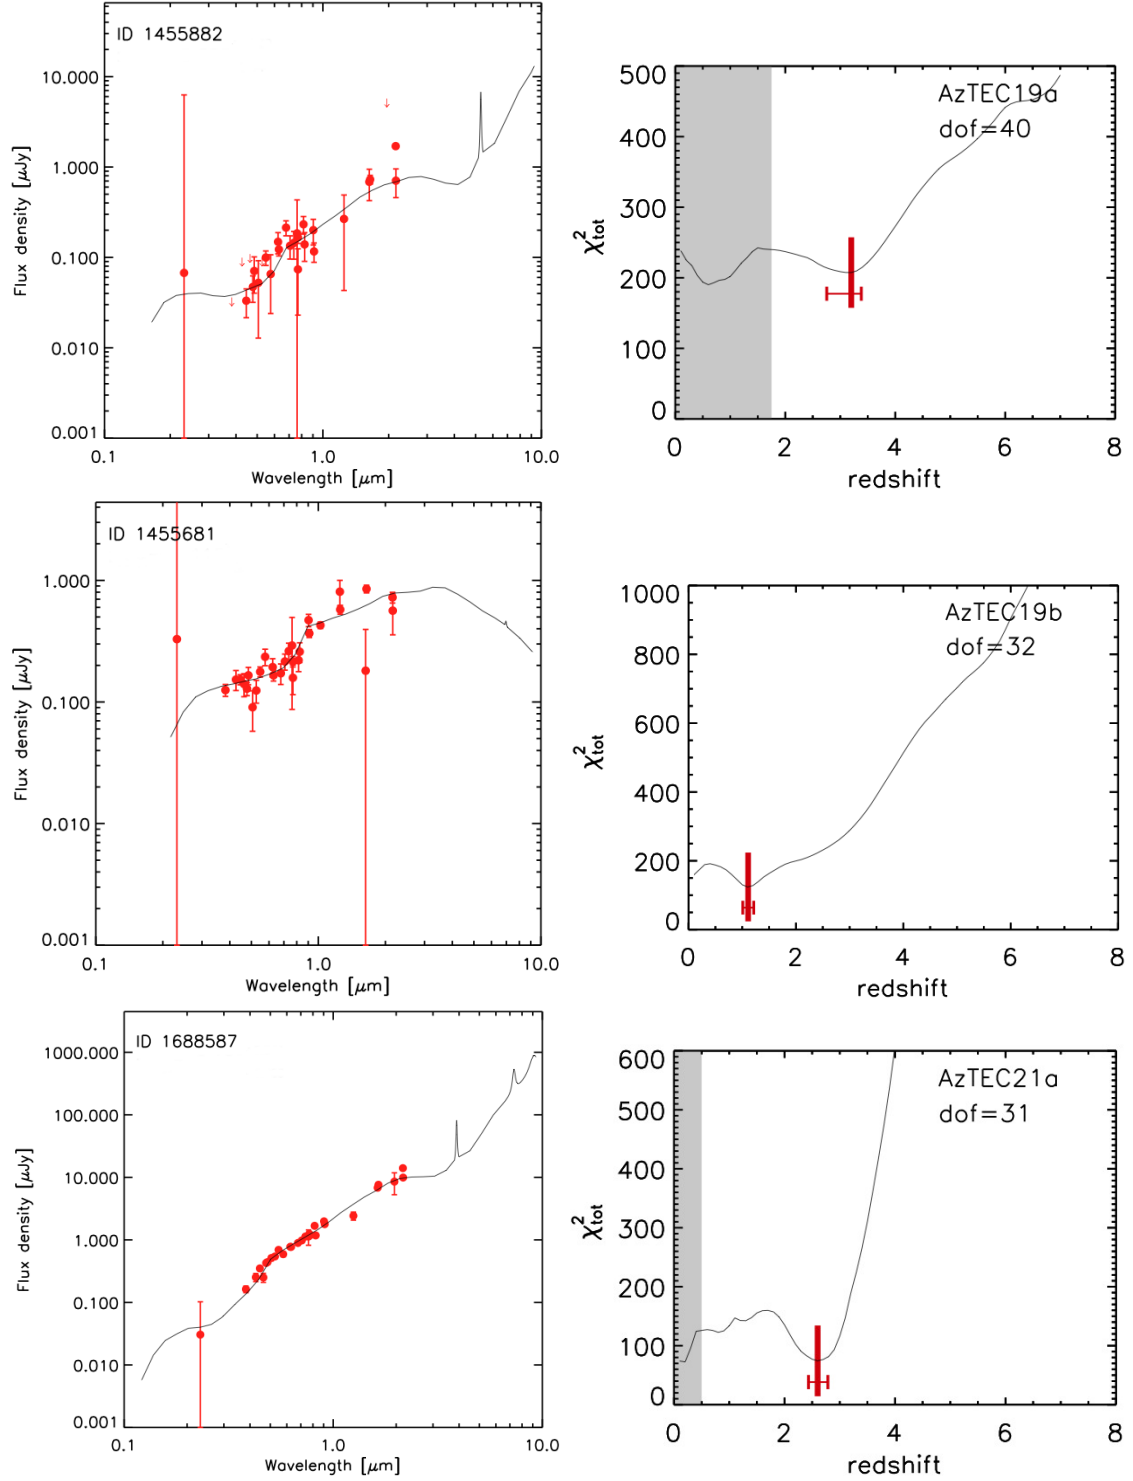 ID 1455882
10.000
1.000
0.100
0.010
0.001
Flux density [μJy]
0.1 1.0 10.0
Wavelength [μm]
AzTEC19a
dof=40
500
400
300
200
100
0
χ²tot
0 2 4 6 8
redshift
ID 1455681
1.000
0.100
0.010
0.001
Flux density [μJy]
0.1 1.0 10.0
Wavelength [μm]
AzTEC19b
dof=32
1000
800
600
400
200
0
χ²tot
0 2 4 6 8
redshift
ID 1688587
1000.000
100.000
10.000
1.000
0.100
0.010
0.001
Flux density [μJy]
0.1 1.0 10.0
Wavelength [μm]
AzTEC21a
dof=31
600
500
400
300
200
100
0
χ²tot
0 2 4 6 8
redshift